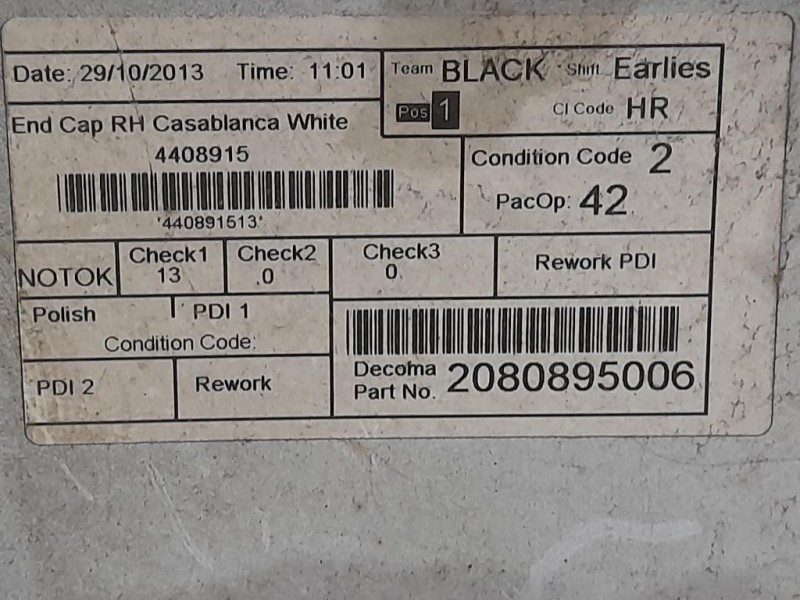 Date: 29/10/2013 Time: 11:01
Team BLACK Shift Earlies
Pos 1 CI Code HR
End Cap RH Casablanca White
4408915
'440891513'
Condition Code 2
PacOp: 42
NOTOK
Check1 13
Check2 0
Check3 0
Rework PDI
Polish PDI 1
Condition Code:
PDI 2 Rework
Decoma
Part No. 2080895006